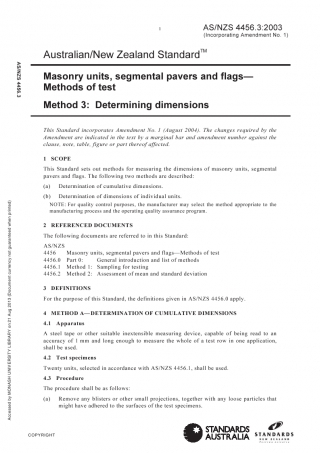 1
AS/NZS 4456.3:2003
(Incorporating Amendment No. 1)
AS/NZS 4456.3
Australian/New Zealand Standard™
Masonry units, segmental pavers and flags—
Methods of test
Method 3: Determining dimensions
This Standard incorporates Amendment No. 1 (August 2004). The changes required by the
Amendment are indicated in the text by a marginal bar and amendment number against the
clause, note, table, figure or part thereof affected.
1 SCOPE
This Standard sets out methods for measuring the dimensions of masonry units, segmental
pavers and flags. The following two methods are described:
(a) Determination of cumulative dimensions.
(b) Determination of dimensions of individual units.
NOTE: For quality control purposes, the manufacturer may select the method appropriate to the
manufacturing process and the operating quality assurance program.
2 REFERENCED DOCUMENTS
The following documents are referred to in this Standard:
AS/NZS
4456 Masonry units, segmental pavers and flags—Methods of test
4456.0 Part 0: General introduction and list of methods
4456.1 Method 1: Sampling for testing
4456.2 Method 2: Assessment of mean and standard deviation
3 DEFINITIONS
For the purpose of this Standard, the definitions given in AS/NZS 4456.0 apply.
4 METHOD A—DETERMINATION OF CUMULATIVE DIMENSIONS
4.1 Apparatus
A steel tape or other suitable inextensible measuring device, capable of being read to an
accuracy of 1 mm and long enough to measure the whole of a test row in one application,
shall be used.
4.2 Test specimens
Twenty units, selected in accordance with AS/NZS 4456.1, shall be used.
4.3 Procedure
The procedure shall be as follows:
(a) Remove any blisters or other small projections, together with any loose particles that
might have adhered to the surfaces of the test specimens.
Accessed by MONASH UNIVERSITY LIBRARY on 21 Aug 2013 (Document currency not guaranteed when printed)
COPYRIGHT
STANDARDS
AUSTRALIA
STANDARDS
NEW ZEALAND